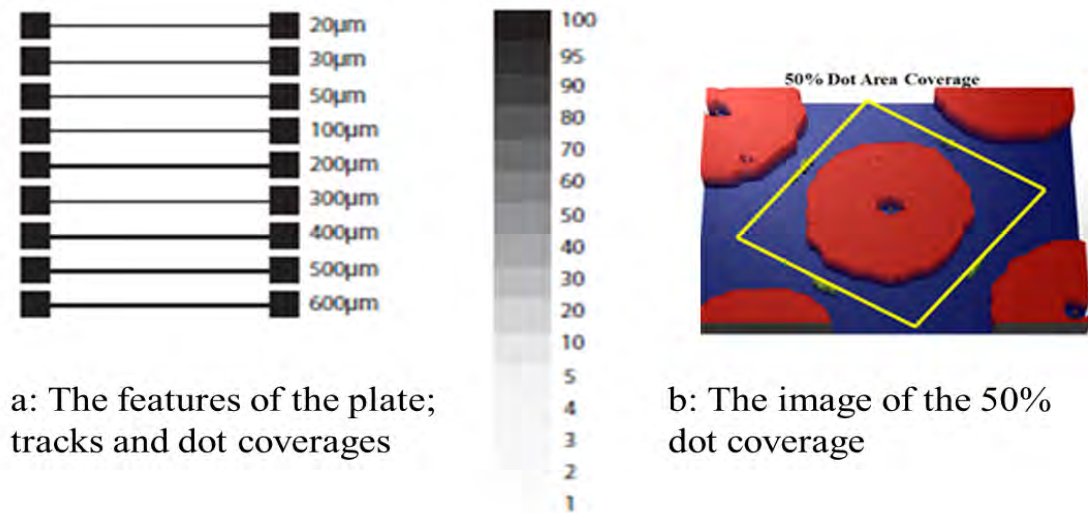 20µm
30µm
50µm
100µm
200µm
300µm
400µm
500µm
600µm
100
95
90
80
70
60
50
40
30
20
10
5
4
3
2
1
50% Dot Area Coverage
a: The features of the plate;
tracks and dot coverages
b: The image of the 50%
dot coverage